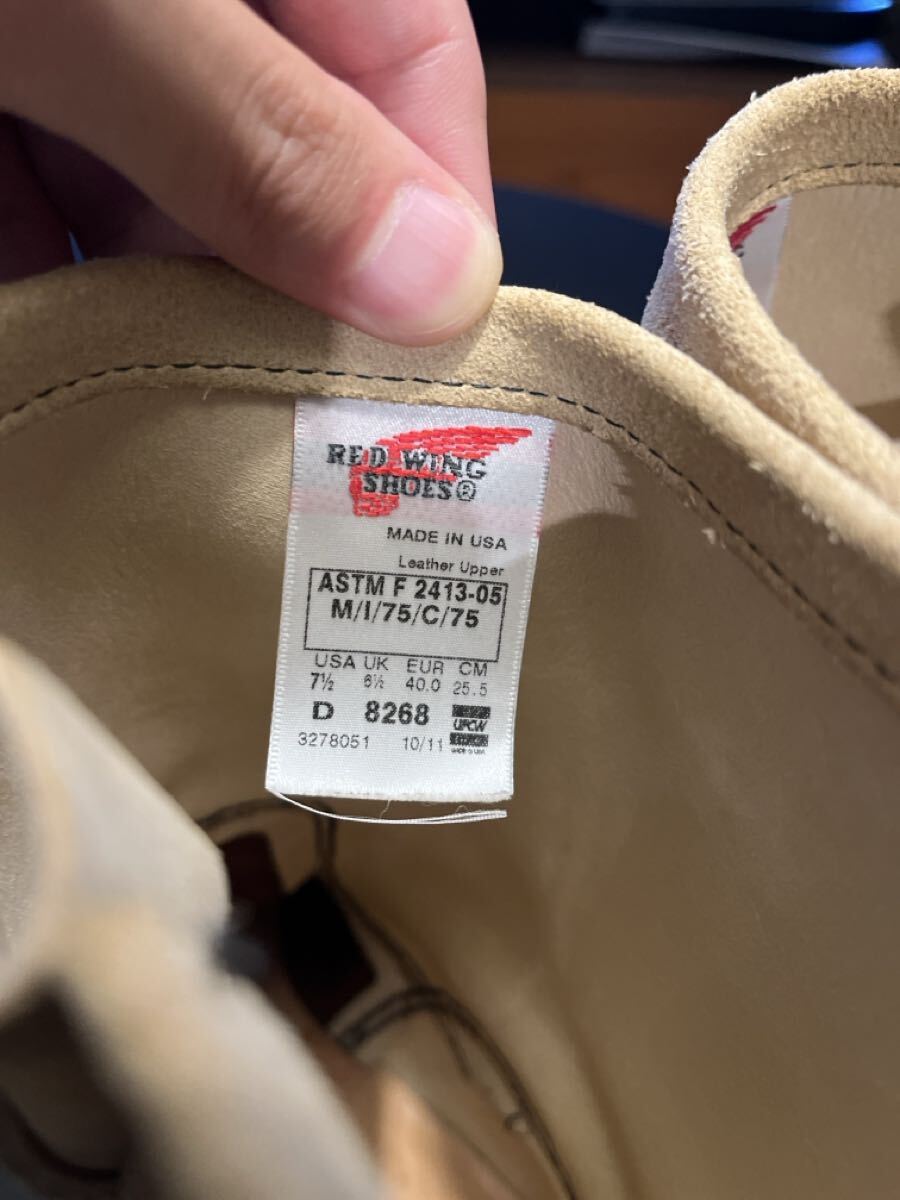 RED WING
SHOES®
MADE IN USA
Leather Upper
ASTM F 2413-05
M/I/75/C/75
USA UK EUR CM
7½ 6½ 40.0 25.5
D 8268 UFCW
3278051 10/11